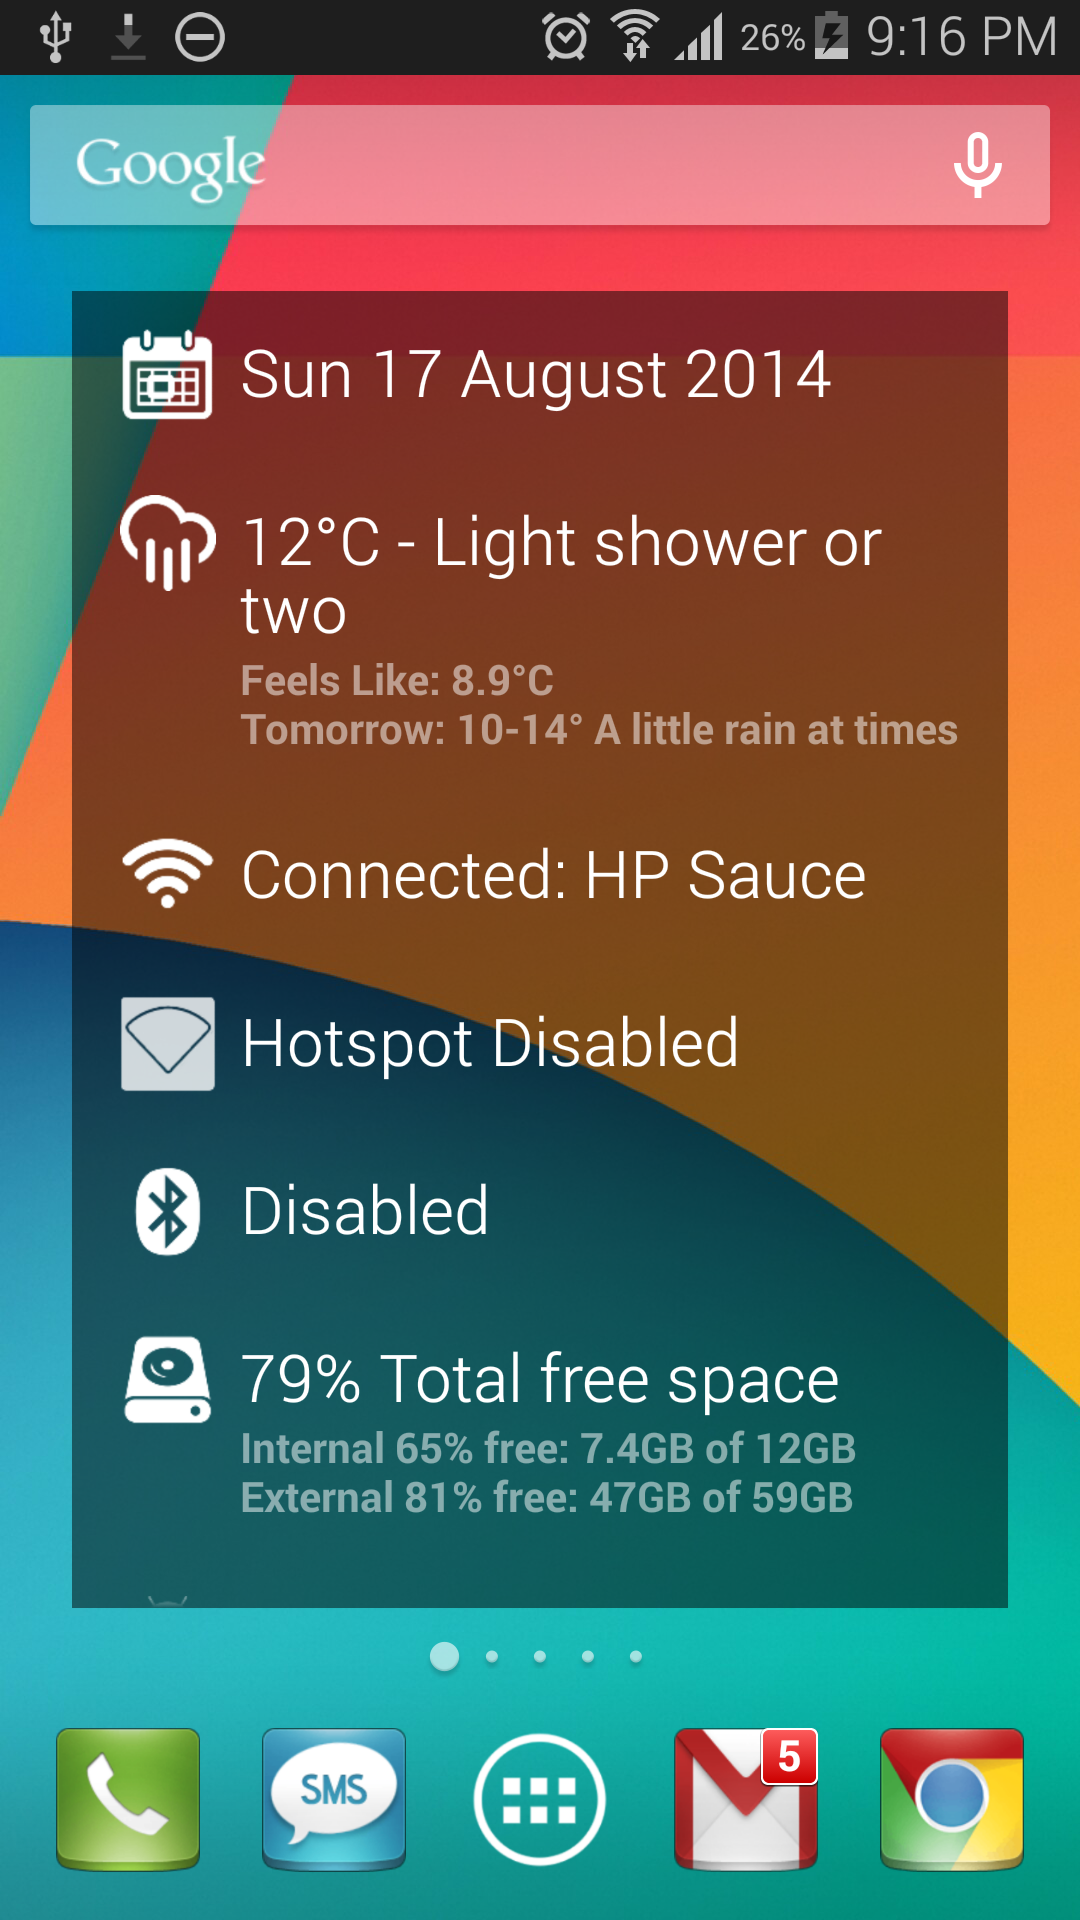 26% 9:16 PM
Google
Sun 17 August 2014
12°C - Light shower or
two
Feels Like: 8.9°C
Tomorrow: 10-14° A little rain at times
Connected: HP Sauce
Hotspot Disabled
Disabled
79% Total free space
Internal 65% free: 7.4GB of 12GB
External 81% free: 47GB of 59GB
SMS
5